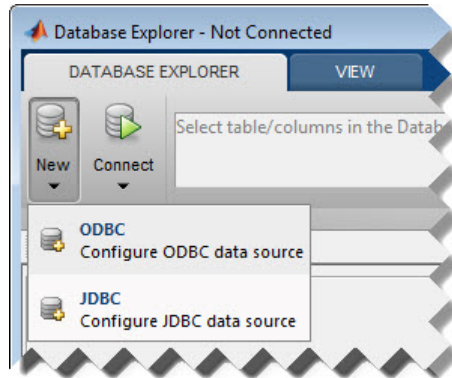 Database Explorer - Not Connected
DATABASE EXPLORER VIEW
Select table/columns in the Datab
New Connect
ODBC
Configure ODBC data source
JDBC
Configure JDBC data source